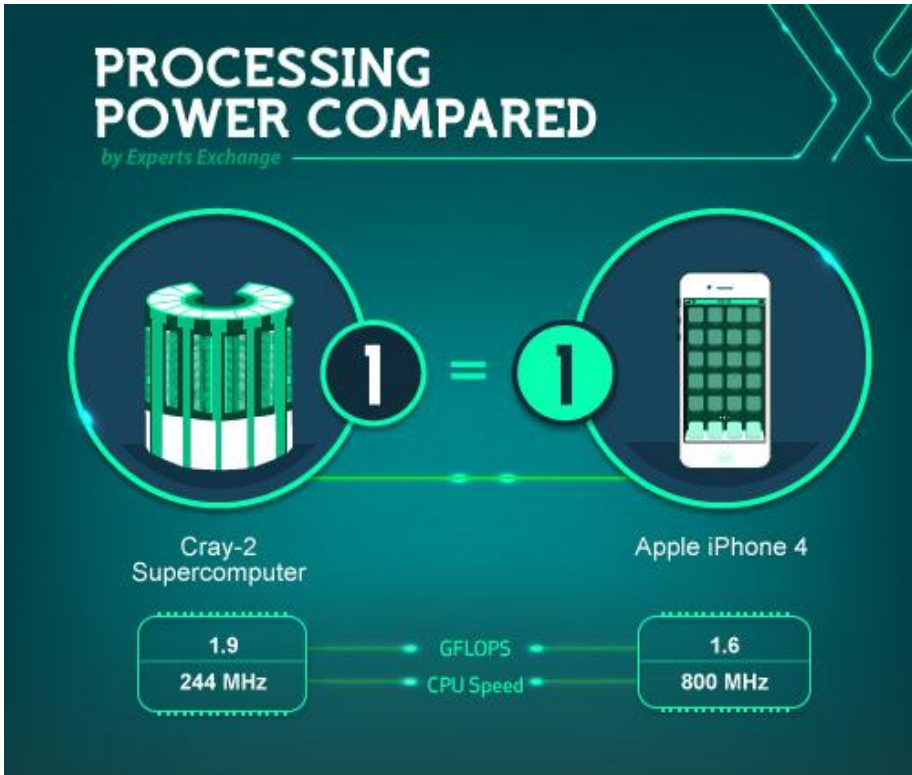 PROCESSING
POWER COMPARED
by Experts Exchange
1 = 1
Cray-2
Supercomputer
Apple iPhone 4
1.9 GFLOPS 1.6
244 MHz CPU Speed 800 MHz